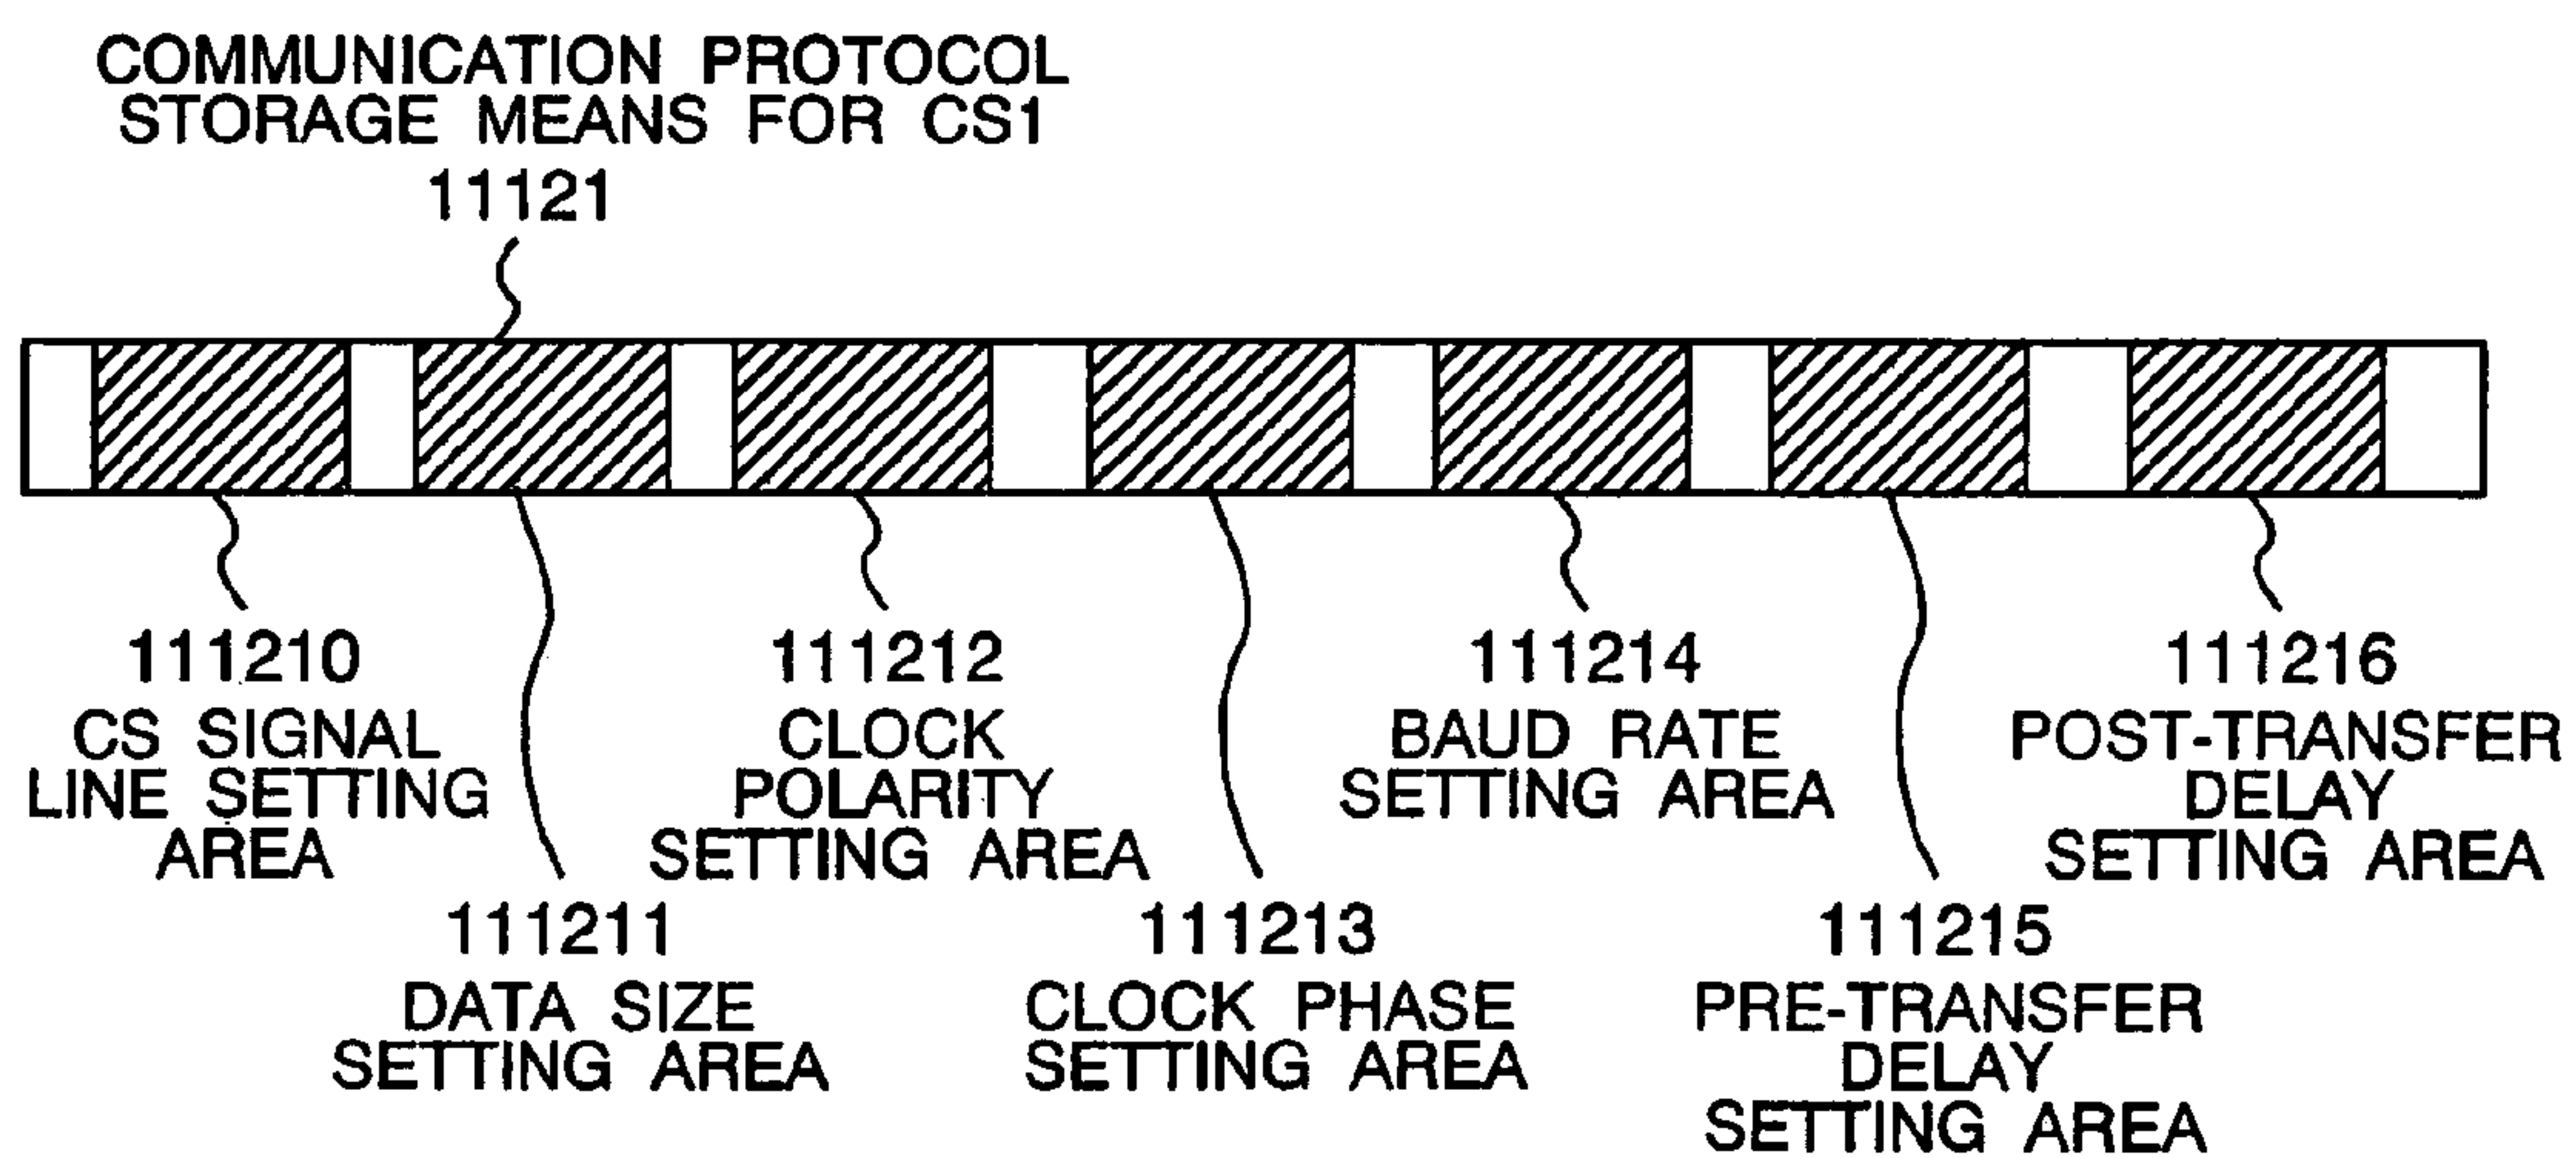 COMMUNICATION PROTOCOL
STORAGE MEANS FOR CS1
11121
111210
CS SIGNAL
LINE SETTING
AREA
111211
DATA SIZE
SETTING AREA
111212
CLOCK
POLARITY
SETTING AREA
111213
CLOCK PHASE
SETTING AREA
111214
BAUD RATE
SETTING AREA
111215
PRE-TRANSFER
DELAY
SETTING AREA
111216
POST-TRANSFER
DELAY
SETTING AREA